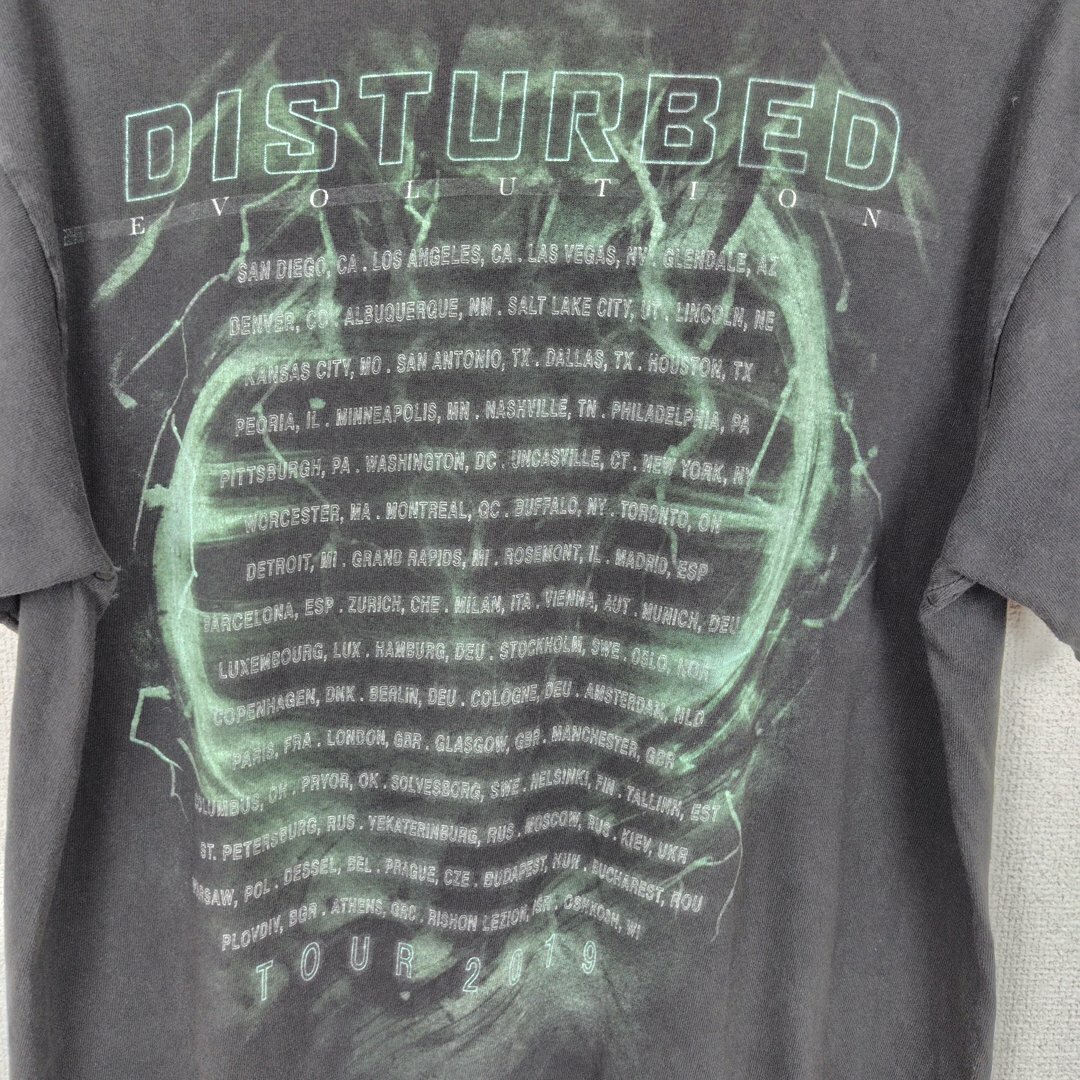 DISTURBED
EVOLUTION
SAN DIEGO, CA . LOS ANGELES, CA . LAS VEGAS, NV . GLENDALE, AZ
DENVER, CO . ALBUQUERQUE, NM . SALT LAKE CITY, UT . LINCOLN, NE
KANSAS CITY, MO . SAN ANTONIO, TX . DALLAS, TX . HOUSTON, TX
PEORIA, IL . MINNEAPOLIS, MN . NASHVILLE, TN . PHILADELPHIA, PA
PITTSBURGH, PA . WASHINGTON, DC . UNCASVILLE, CT . NEW YORK, NY
WORCESTER, MA . MONTREAL, QC . BUFFALO, NY . TORONTO, ON
DETROIT, MI . GRAND RAPIDS, MI . ROSEMONT, IL . MADRID, ESP
BARCELONA, ESP . ZURICH, CHE . MILAN, ITA . VIENNA, AUT . MUNICH, DEU
LUXEMBOURG, LUX . HAMBURG, DEU . STOCKHOLM, SWE . OSLO, NOR
COPENHAGEN, DNK . BERLIN, DEU . COLOGNE, DEU . AMSTERDAM, NLD
PARIS, FRA . LONDON, GBR . GLASGOW, GBR . MANCHESTER, GBR
COLUMBUS, OH . PRYOR, OK . SOLVESBORG, SWE . HELSINKI, FIN . TALLINN, EST
ST. PETERSBURG, RUS . YEKATERINBURG, RUS . MOSCOW, RUS . KIEV, UKR
WARSAW, POL . DESSEL, BEL . PRAGUE, CZE . BUDAPEST, HUN . BUCHAREST, ROU
PLOVDIV, BGR . ATHENS, GRC . RISHON LEZION, ISR . OSHKOSH, WI
TOUR 2019